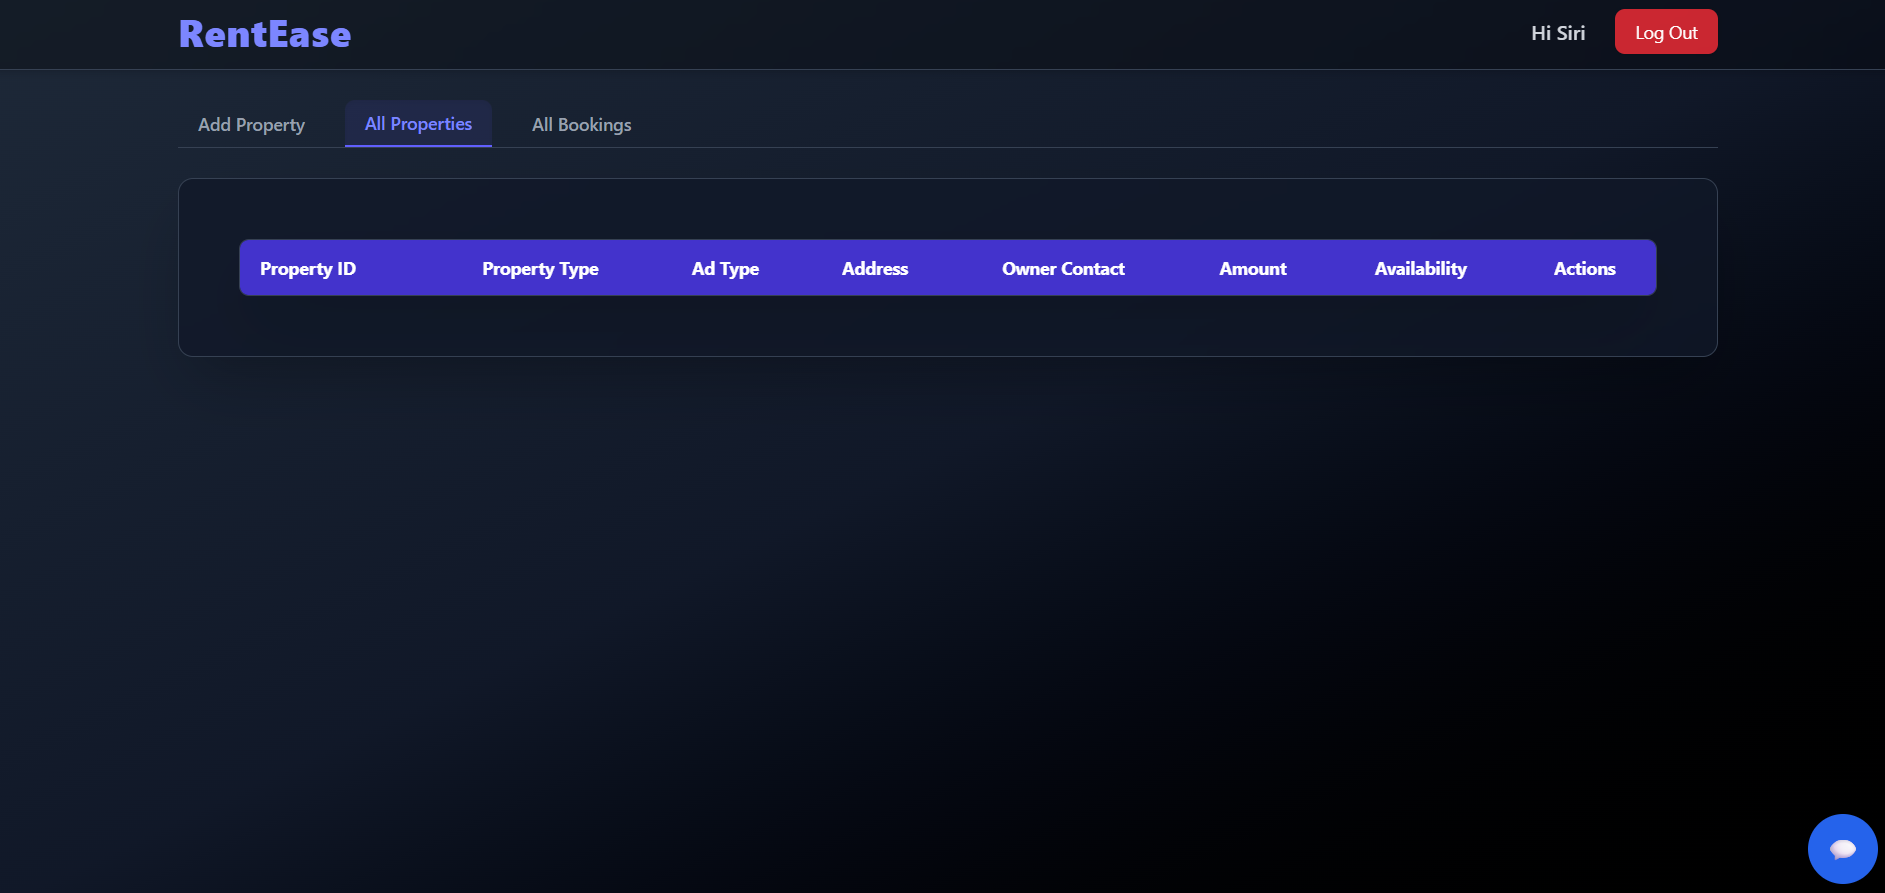 RentEase
Hi Siri
Log Out
Add Property
All Properties
All Bookings
Property ID Property Type Ad Type Address Owner Contact Amount Availability Actions